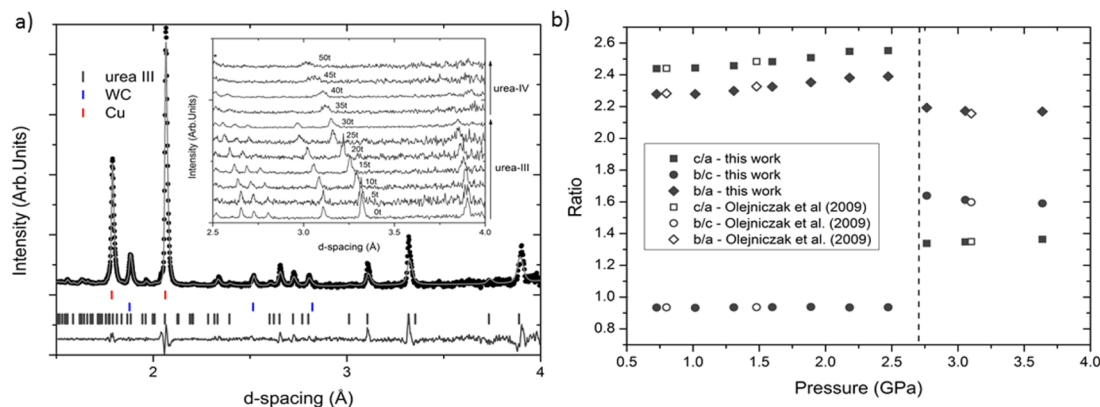 a)
urea III
WC
Cu
Intensity (Arb.Units)
2
3
4
d-spacing (Å)
Intensity (Arb.Units)
50t
45t
40t
35t
30t
25t
20t
15t
10t
5t
0t
urea-IV
urea-III
2.5
3.0
3.5
4.0
d-spacing (Å)
b)
2.6
2.4
2.2
2.0
1.8
1.6
1.4
1.2
1.0
0.8
Ratio
c/a - this work
b/c - this work
b/a - this work
c/a - Olejniczak et al (2009)
b/c - Olejniczak et al. (2009)
b/a - Olejniczak et al. (2009)
0.5
1.0
1.5
2.0
2.5
3.0
3.5
4.0
Pressure (GPa)